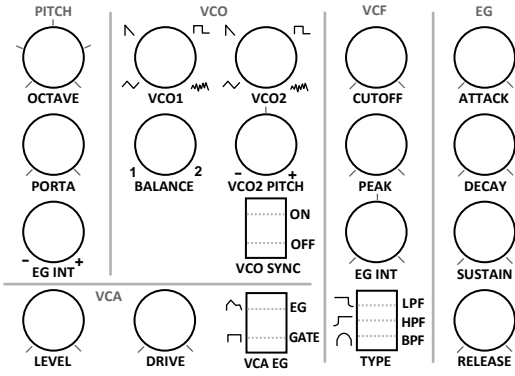 PITCH VCO VCF EG
OCTAVE VCO1 VCO2 CUTOFF ATTACK
1 2 - +
PORTA BALANCE VCO2 PITCH PEAK DECAY
ON
- + OFF
EG INT VCO SYNC EG INT SUSTAIN
VCA
EG LPF
HPF
GATE BPF
LEVEL DRIVE VCA EG TYPE RELEASE